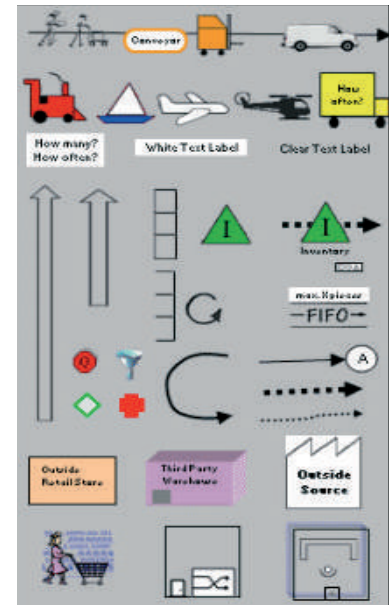 Conveyor
How
often?
How many?
How often?
White Text Label
Clear Text Label
I
I
Inventory
max. X pieces
FIFO
Q
A
Outside
Retail Store
Third Party
Warehouse
Outside
Source